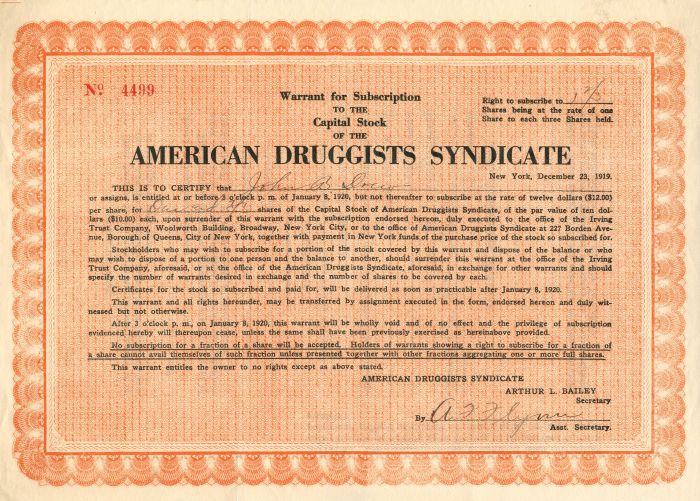 No 4499
Warrant for Subscription
TO THE
Capital Stock
OF THE
Right to subscribe to
Shares being at the rate of one
Share to each three Shares held.
AMERICAN DRUGGISTS SYNDICATE
New York, December 23, 1919.
THIS IS TO CERTIFY that John B
or assigns, is entitled at or before 3 o'clock p. m. of January 8, 1920, but not thereafter to subscribe at the rate of twelve dollars ($12.00)
per share, for shares of the Capital Stock of American Druggists Syndicate, of the par value of ten dol-
lars ($10.00) each, upon surrender of this warrant with the subscription endorsed hereon, duly executed to the office of the Irving
Trust Company, Woolworth Building, Broadway, New York City, or to the office of American Druggists Syndicate at 227 Borden Ave-
nue, Borough of Queens, City of New York, together with payment in New York funds of the purchase price of the stock so subscribed for.
Stockholders who may wish to subscribe for a portion of the stock covered by this warrant and dispose of the balance or who
may wish to dispose of a portion to one person and the balance to another, should surrender this warrant at the office of the Irving
Trust Company, aforesaid, or at the office of the American Druggists Syndicate, aforesaid, in exchange for other warrants and should
specify the number of warrants desired in exchange and the number of shares to be covered by each.
Certificates for the stock so subscribed and paid for, will be delivered as soon as practicable after January 8, 1920.
This warrant and all rights hereunder, may be transferred by assignment executed in the form, endorsed hereon and duly wit-
nessed but not otherwise.
After 3 o'clock p. m., on January 8, 1920, this warrant will be wholly void and of no effect and the privilege of subscription
evidenced hereby will thereupon cease, unless the same shall have been previously exercised as hereinabove provided.
No subscription for a fraction of a share will be accepted. Holders of warrants showing a right to subscribe for a fraction of
a share cannot avail themselves of such fraction unless presented together with other fractions aggregating one or more full shares.
This warrant entitles the owner to no rights except as above stated.
AMERICAN DRUGGISTS SYNDICATE
ARTHUR L. BAILEY
Secretary
By
Asst. Secretary.